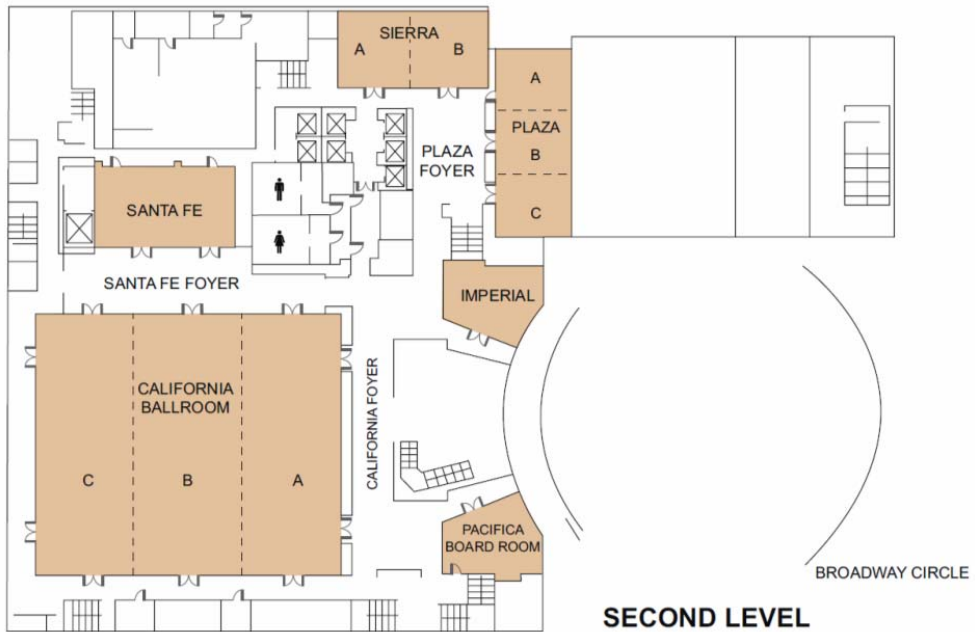 SIERRA
A
B
A
PLAZA
B
C
PLAZA
FOYER
SANTA FE
SANTA FE FOYER
IMPERIAL
CALIFORNIA
BALLROOM
C
B
A
CALIFORNIA FOYER
PACIFICA
BOARD ROOM
BROADWAY CIRCLE
SECOND LEVEL